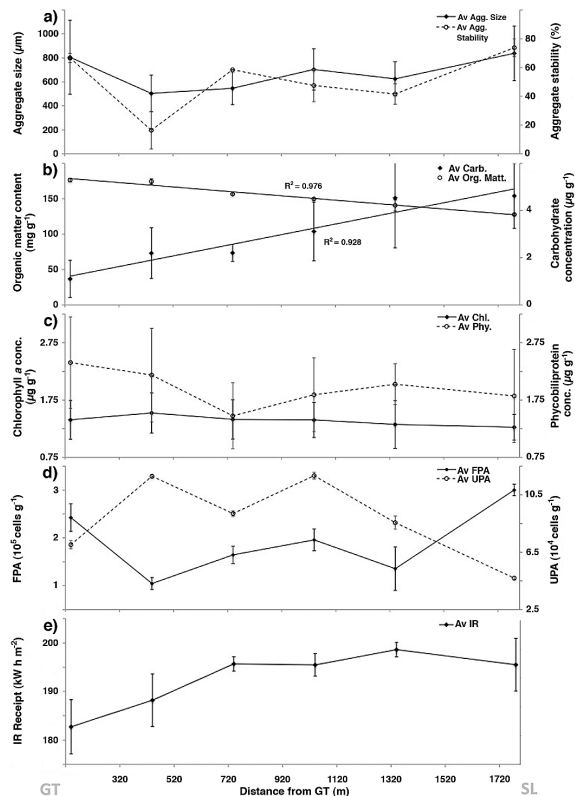 a)
Av Agg. Size
Av Agg. Stability
Aggregate size (µm)
1000
800
600
400
200
0
80
60
40
20
0
Aggregate stability (%)
b)
Av Carb.
Av Org. Matt.
R² = 0.976
R² = 0.928
Organic matter content (mg g⁻¹)
150
100
50
0
4
2
0
Carbohydrate concentration (µg g⁻¹)
c)
Av Chl.
Av Phy.
Chlorophyll a conc. (µg g⁻¹)
2.75
1.75
0.75
2.75
1.75
0.75
Phycobiliprotein conc. (µg g⁻¹)
d)
Av FPA
Av UPA
FPA (10⁵ cells g⁻¹)
3
2
1
10.5
6.5
2.5
UPA (10⁴ cells g⁻¹)
e)
Av IR
IR Receipt (kW h m⁻²)
200
190
180
320 520 720 920 1120 1320 1520 1720
GT Distance from GT (m) SL